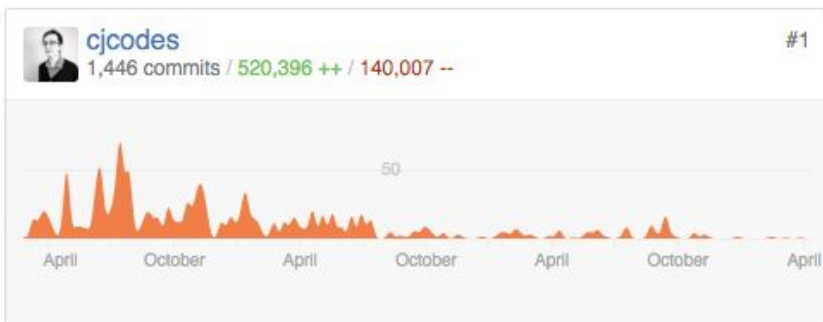 cjcodes
#1
1,446 commits / 520,396 ++ / 140,007 --
50
April October April October April October April